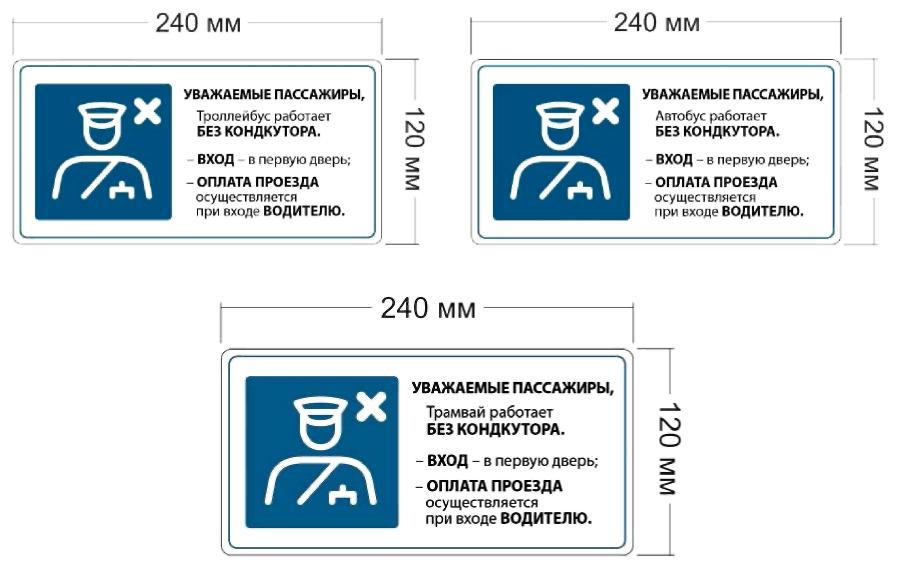 240 мм
УВАЖАЕМЫЕ ПАССАЖИРЫ,
Троллейбус работает
БЕЗ КОНДКУТОРА.
– ВХОД – в первую дверь;
– ОПЛАТА ПРОЕЗДА
осуществляется
при входе ВОДИТЕЛЮ.
120 мм
240 мм
УВАЖАЕМЫЕ ПАССАЖИРЫ,
Автобус работает
БЕЗ КОНДКУТОРА.
– ВХОД – в первую дверь;
– ОПЛАТА ПРОЕЗДА
осуществляется
при входе ВОДИТЕЛЮ.
120 мм
240 мм
УВАЖАЕМЫЕ ПАССАЖИРЫ,
Трамвай работает
БЕЗ КОНДКУТОРА.
– ВХОД – в первую дверь;
– ОПЛАТА ПРОЕЗДА
осуществляется
при входе ВОДИТЕЛЮ.
120 мм